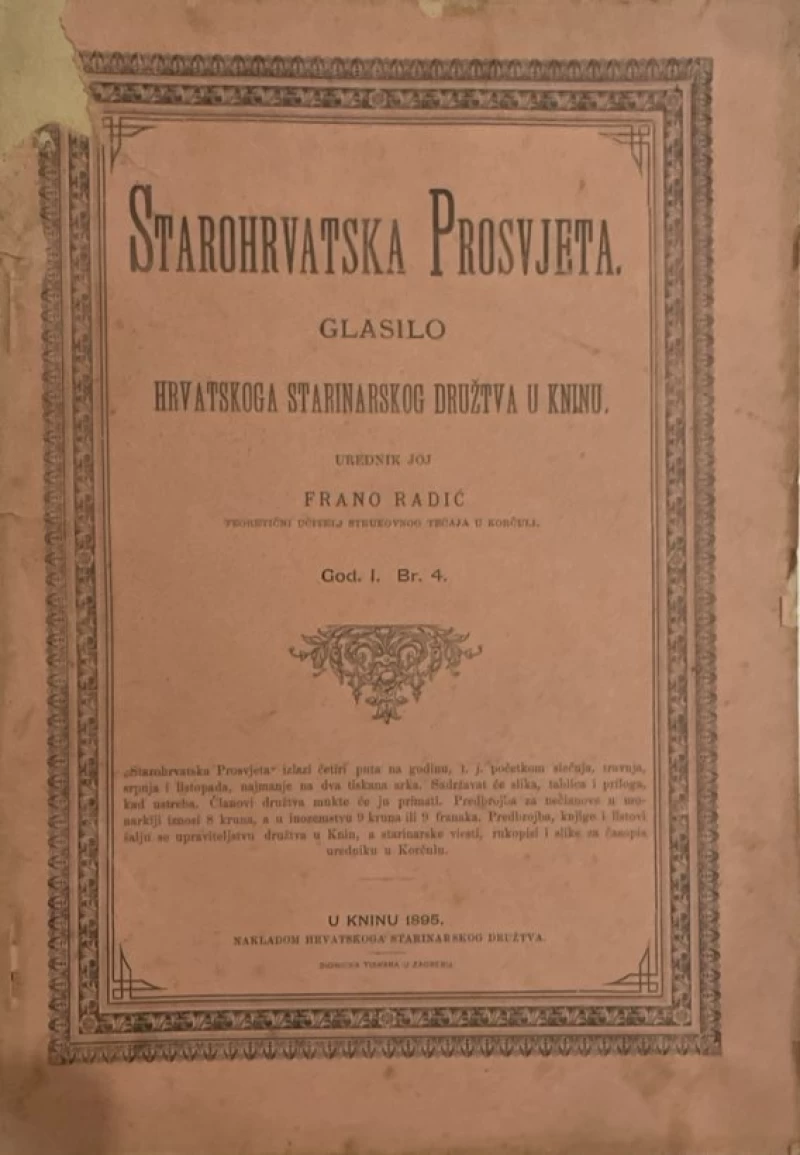 STAROHRVATSKA PROSVJETA.
GLASILO
HRVATSKOGA STARINARSKOG DRUŽTVA U KNINU.
UREDNIK JOJ
FRANO RADIĆ
TEORETIČNI UČITELJ STRUKOVNOG TEČAJA U KORČULI.
God. I. Br. 4.
„Starohrvatska Prosvjeta“ izlazi četiri puta na godinu, t. j. početkom siečnja, travnja,
srpnja i listopada, najmanje na dva tiskana arka. Sadržavat će slika, tablica i priloga,
kad ustreba. Članovi družtva mukte će ju primati. Predbrojba za nečlanove u mo-
narkiji iznosi 8 kruna, a u inozemstvu 9 kruna ili 9 franaka. Predbrojba, knjige i listovi
šalju se upraviteljstvu družtva u Knin, a starinarske viesti, rukopisi i slike za časopis
uredniku u Korčulu.
U KNINU 1895.
NAKLADOM HRVATSKOGA STARINARSKOG DRUŽTVA.
DIONIČKA TISKARA U ZAGREBU.